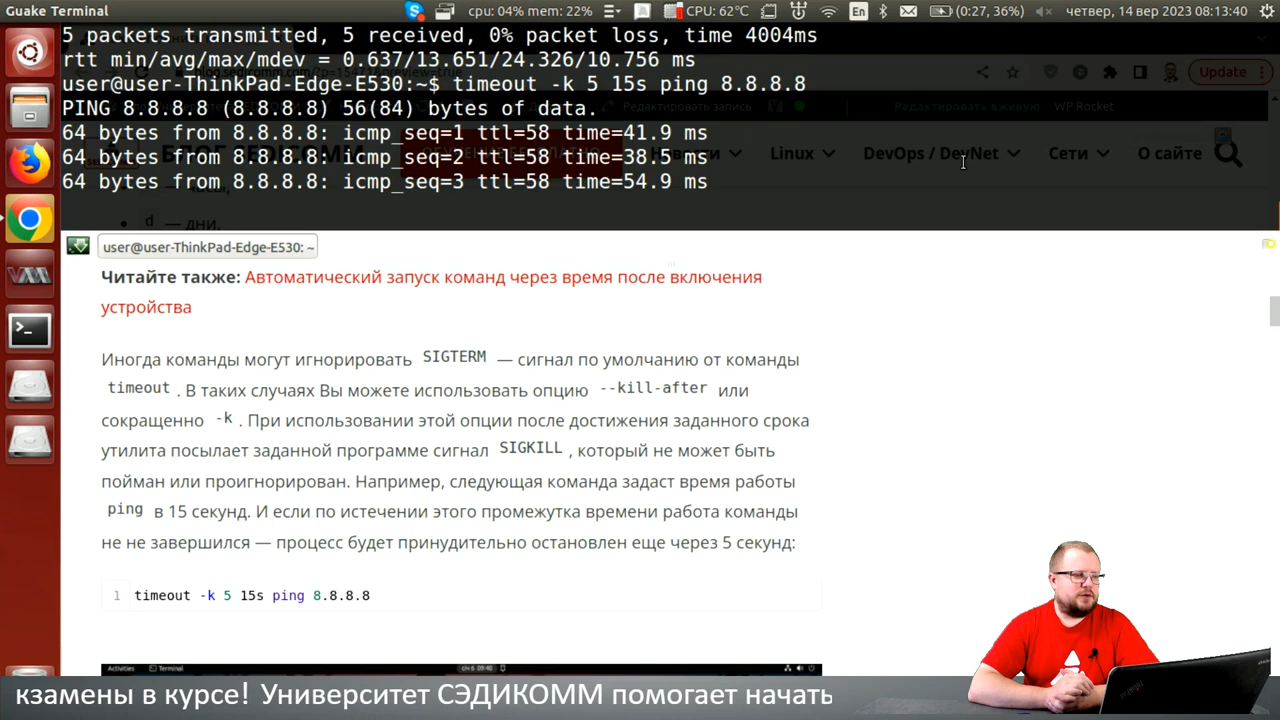 Guake Terminal
cpu: 04% mem: 22%
CPU: 62°C
En
(0:27, 36%)
четвер, 14 вер 2023 08:13:40
5 packets transmitted, 5 received, 0% packet loss, time 4004ms
rtt min/avg/max/mdev = 0.637/13.651/24.326/10.756 ms
Update
user@user-ThinkPad-Edge-E530:~$ timeout -k 5 15s ping 8.8.8.8
PING 8.8.8.8 (8.8.8.8) 56(84) bytes of data.
Редактировать запись
Редактировать вживую
WP Rocket
64 bytes from 8.8.8.8: icmp_seq=1 ttl=58 time=41.9 ms
64 bytes from 8.8.8.8: icmp_seq=2 ttl=58 time=38.5 ms
Linux
DevOps / DevNet
Сети
О сайте
64 bytes from 8.8.8.8: icmp_seq=3 ttl=58 time=54.9 ms
d — дни.
user@user-ThinkPad-Edge-E530: ~
Читайте также: Автоматический запуск команд через время после включения
устройства
Иногда команды могут игнорировать SIGTERM — сигнал по умолчанию от команды
timeout . В таких случаях Вы можете использовать опцию --kill-after или
сокращенно -k . При использовании этой опции после достижения заданного срока
утилита посылает заданной программе сигнал SIGKILL , который не может быть
пойман или проигнорирован. Например, следующая команда задаст время работы
ping в 15 секунд. И если по истечении этого промежутка времени работа команды
не не завершился — процесс будет принудительно остановлен еще через 5 секунд:
1 timeout -k 5 15s ping 8.8.8.8
Activities
Terminal
кзамены в курсе! Университет СЭДИКОММ помогает начать